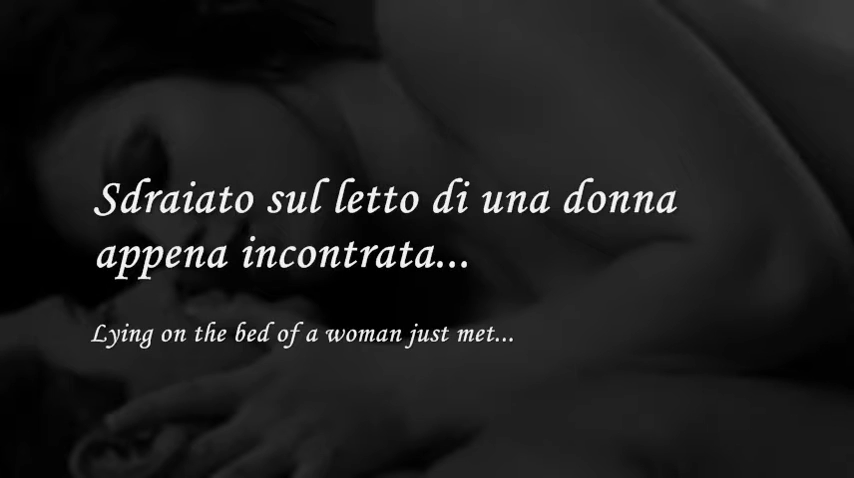 Sdraiato sul letto di una donna
appena incontrata...
Lying on the bed of a woman just met...